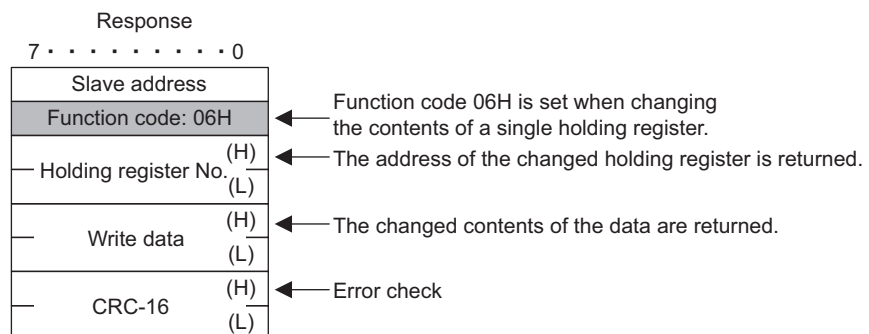 Response
7 · · · · · · · · · 0
Slave address
Function code: 06H
Function code 06H is set when changing
the contents of a single holding register.
Holding register No.
(H)
(L)
The address of the changed holding register is returned.
Write data
(H)
(L)
The changed contents of the data are returned.
CRC-16
(H)
(L)
Error check